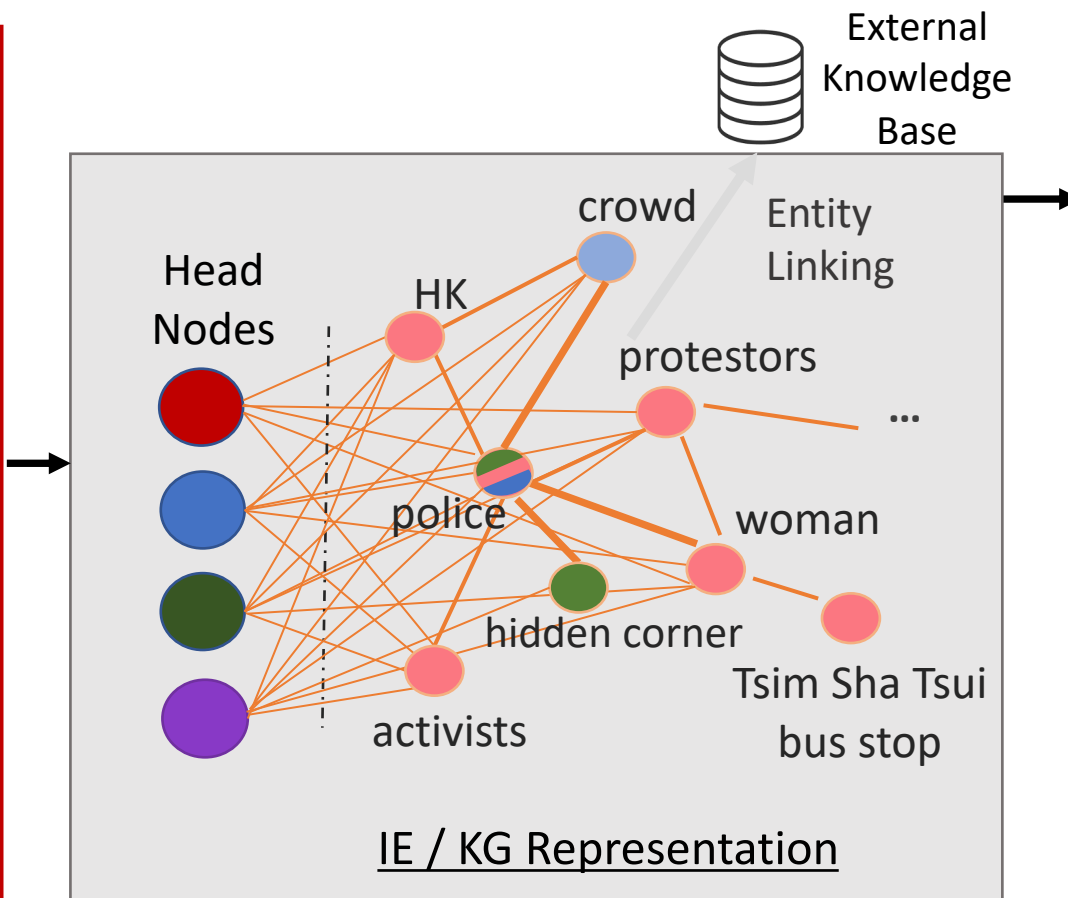 External
Knowledge
Base
crowd
Entity
Linking
Head
Nodes
HK
protestors
...
police
woman
hidden corner
Tsim Sha Tsui
bus stop
activists
IE / KG Representation